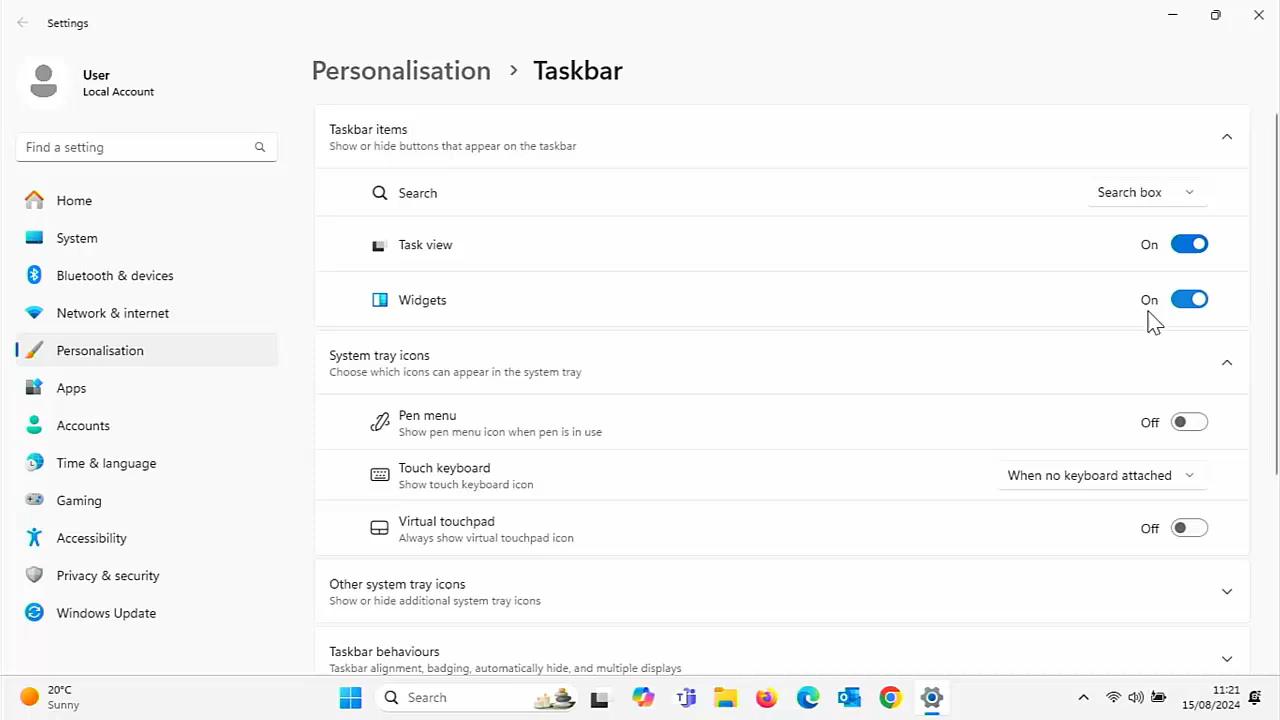 Settings
User
Local Account
Find a setting
Home
System
Bluetooth & devices
Network & internet
Personalisation
Apps
Accounts
Time & language
Gaming
Accessibility
Privacy & security
Windows Update
Personalisation > Taskbar
Taskbar items
Show or hide buttons that appear on the taskbar
Search
Search box
Task view
On
Widgets
On
System tray icons
Choose which icons can appear in the system tray
Pen menu
Show pen menu icon when pen is in use
Off
Touch keyboard
Show touch keyboard icon
When no keyboard attached
Virtual touchpad
Always show virtual touchpad icon
Off
Other system tray icons
Show or hide additional system tray icons
Taskbar behaviours
Taskbar alignment, badging, automatically hide, and multiple displays
20°C
Sunny
Search
11:21
15/08/2024